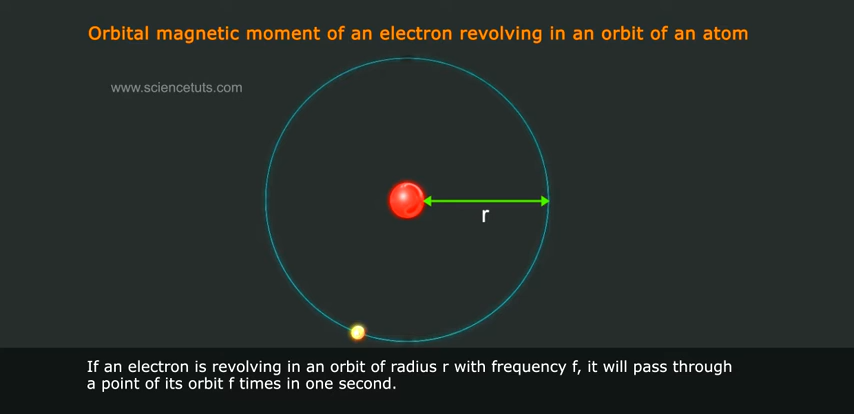 Orbital magnetic moment of an electron revolving in an orbit of an atom
www.sciencetuts.com
r
If an electron is revolving in an orbit of radius r with frequency f, it will pass through
a point of its orbit f times in one second.